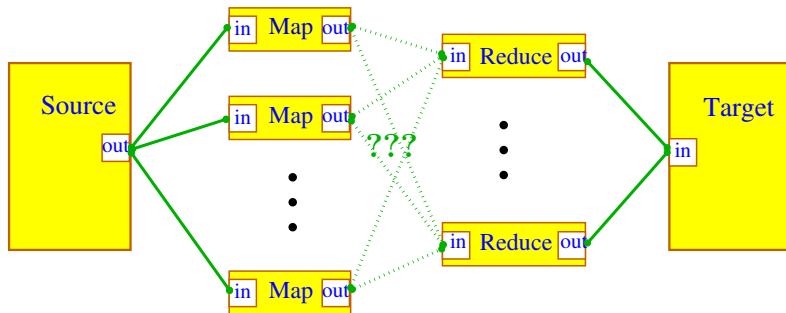 in Map out
in Reduce out
Source
Target
in Map out
out
???
in
in Reduce out
in Map out